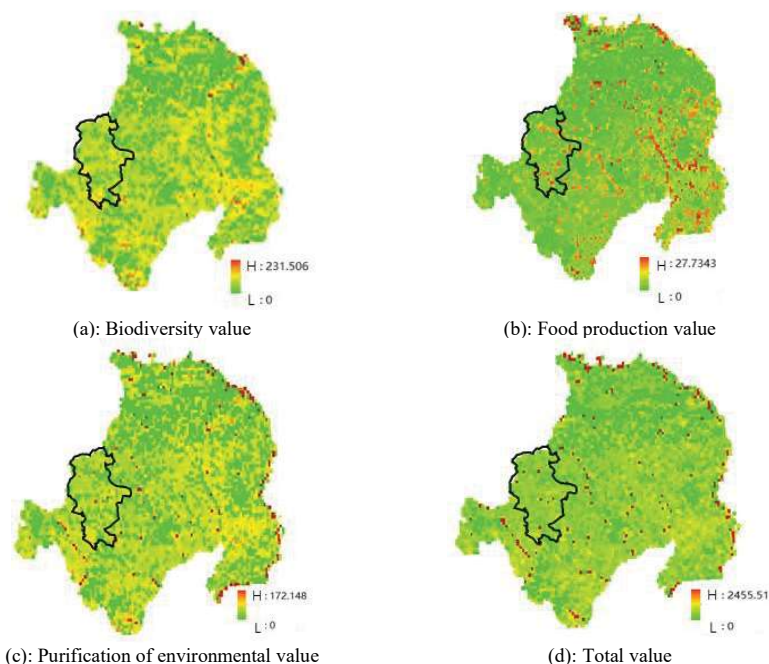 H : 231.506
L : 0
H : 27.7343
L : 0
(a): Biodiversity value
(b): Food production value
H : 172.148
L : 0
H : 2455.51
L : 0
(c): Purification of environmental value
(d): Total value